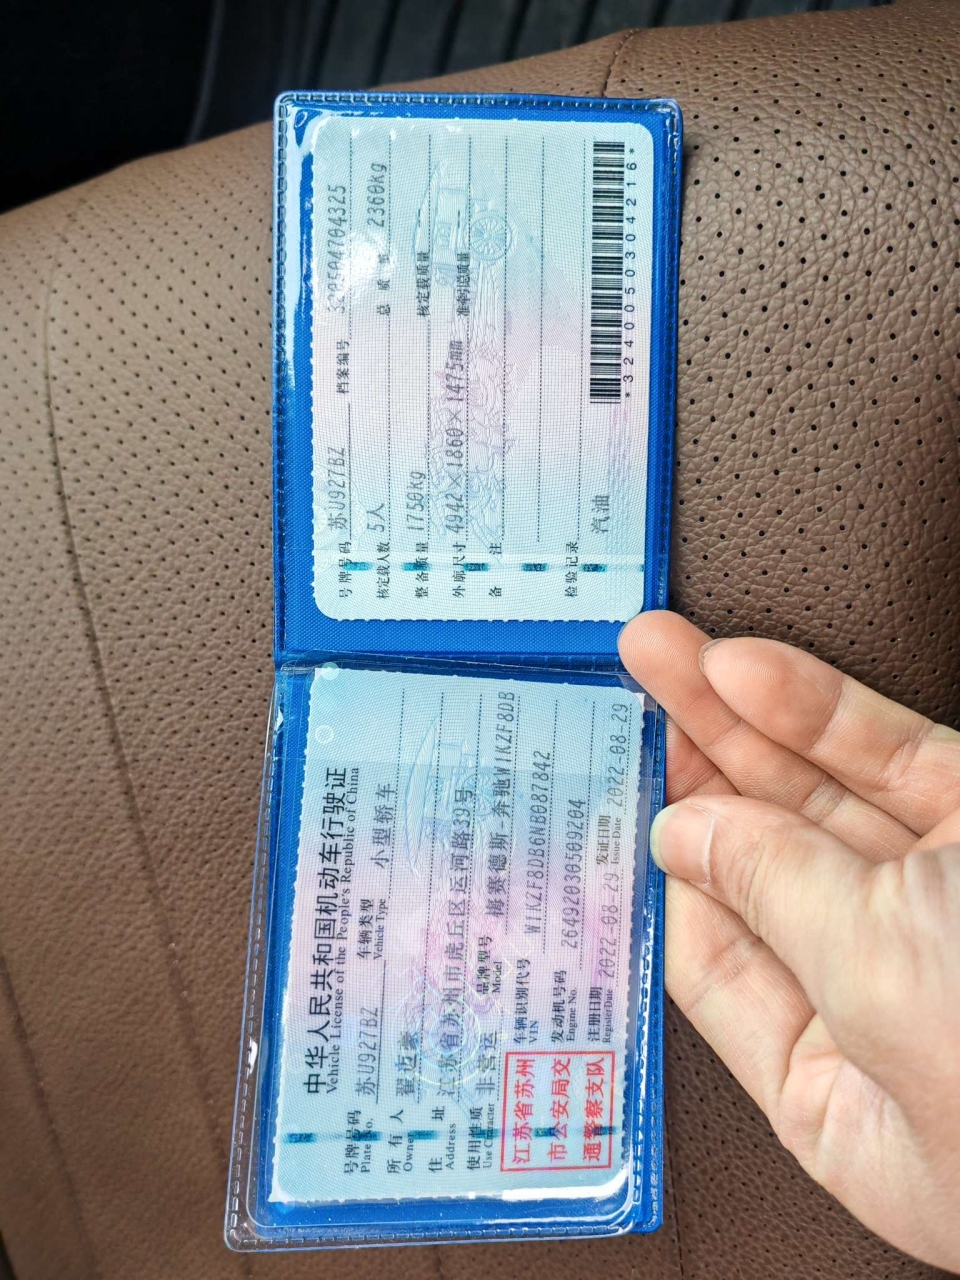 中华人民共和国机动车行驶证
Vehicle License of the People's Republic of China
号牌号码 苏U927BZ 车辆类型 小型轿车
Plate No. Vehicle Type
所有人
Owner
住址 江苏省苏州市虎丘区运河路39号
Address
使用性质 非营运 品牌型号 梅赛德斯-奔驰W1KZF8DB
Use Character Model
江苏省苏州
市公安局交
通警察支队
车辆识别代号 W1KZF8DB6NB087842
VIN
发动机号码 26492030509204
Engine No.
注册日期 2022-08-29 发证日期 2022-08-29
Register Date Issue Date
号牌号码 苏U927BZ 档案编号 320504704325
核定载人数 5人 总质量 2360kg
整备质量 1750kg 核定载质量
外廓尺寸 4942×1860×1475mm 准牵引总质量
备注
检验记录
汽油
*3240050304216*